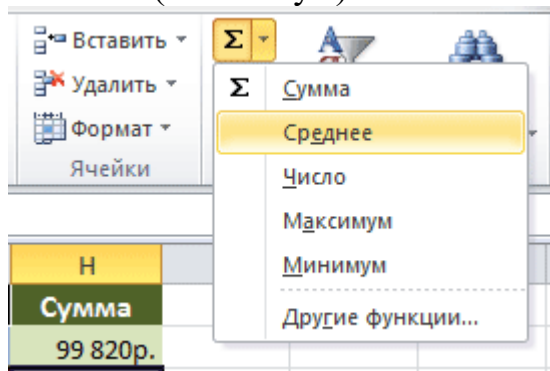 Вставить
Σ
Удалить
Формат
Ячейки
Σ Сумма
Среднее
Число
Максимум
Минимум
Другие функции...
H
Сумма
99 820р.